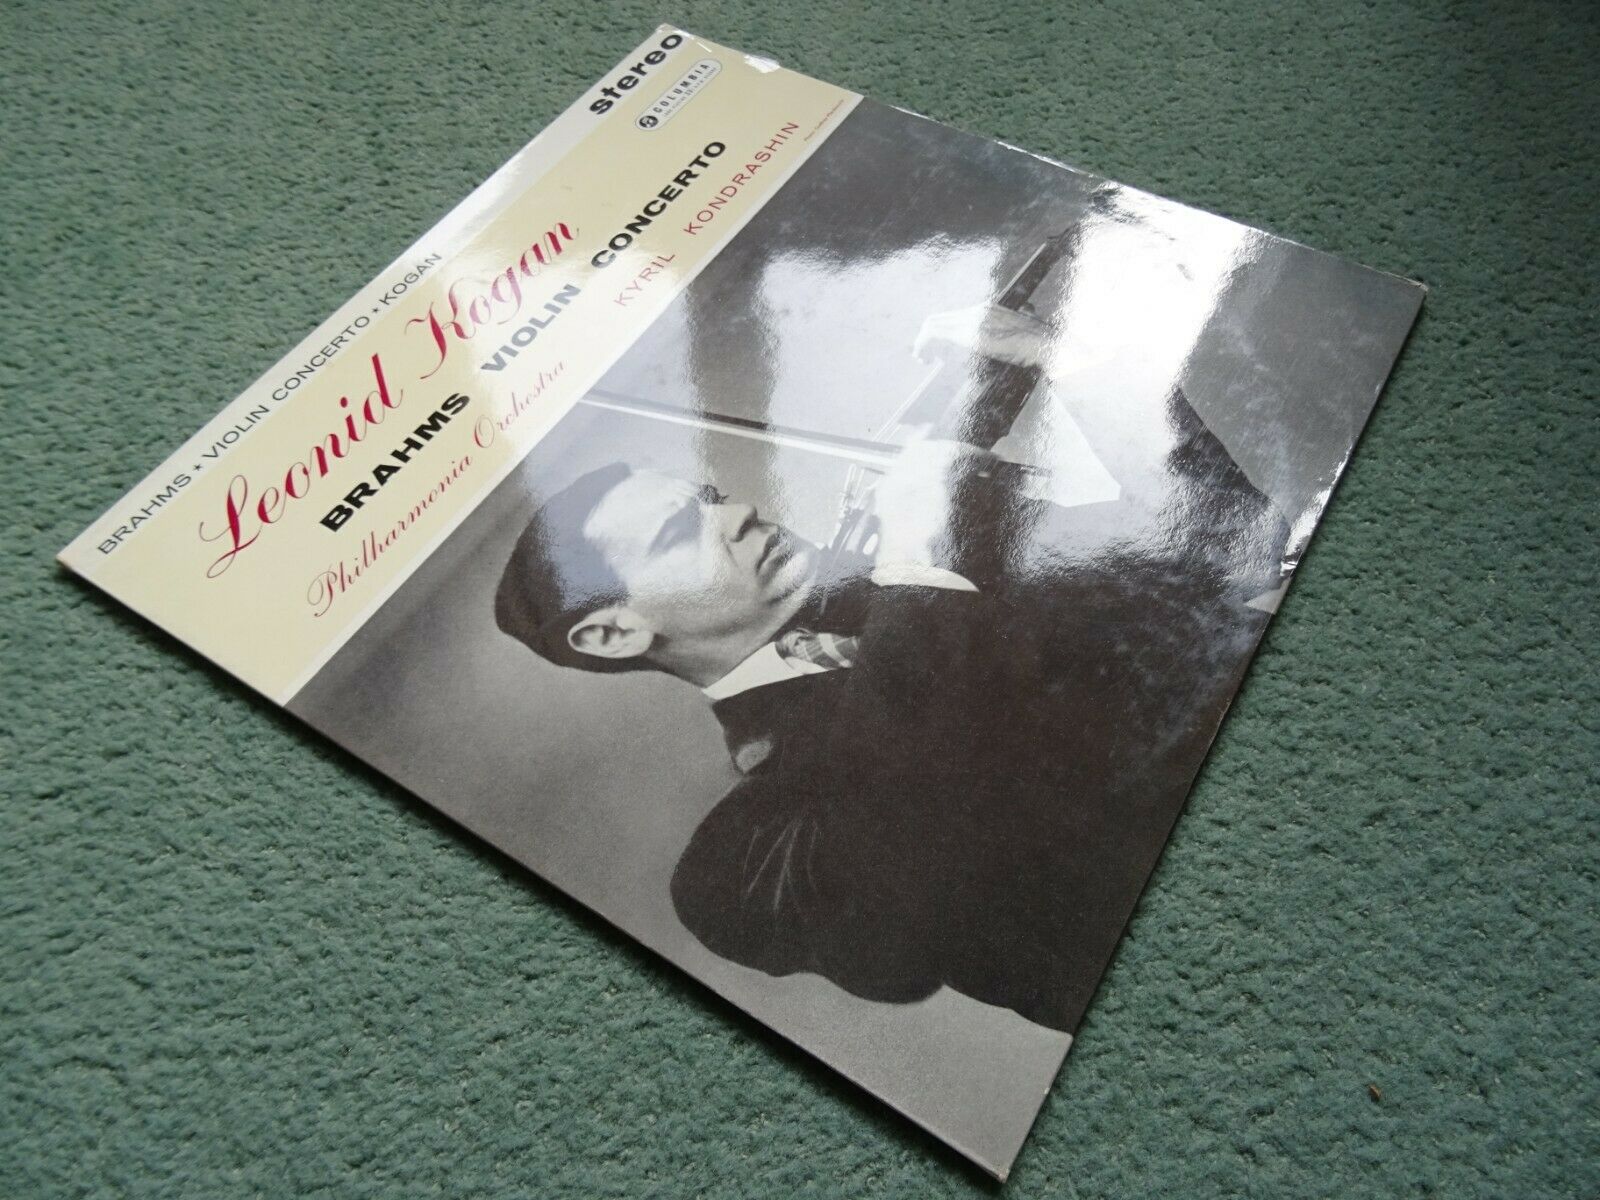 stereo
BRAHMS ★ VIOLIN CONCERTO ★ KOGAN
COLUMBIA
Leonid Kogan
BRAHMS VIOLIN CONCERTO
Philharmonia Orchestra KYRIL KONDRASHIN